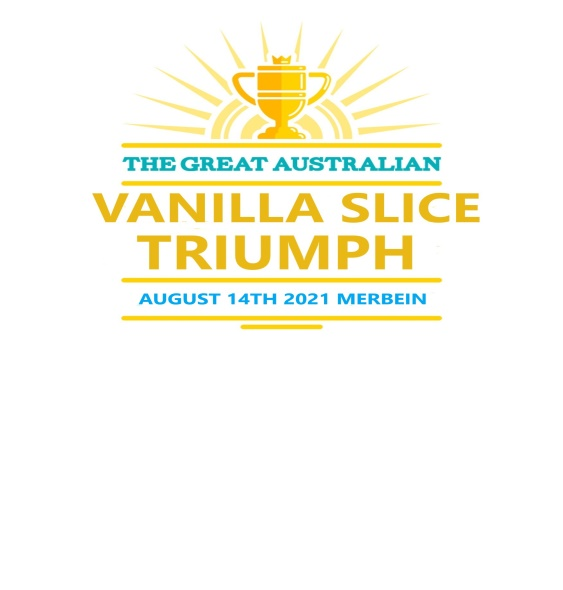 THE GREAT AUSTRALIAN
VANILLA SLICE
TRIUMPH
AUGUST 14TH 2021 MERBEIN